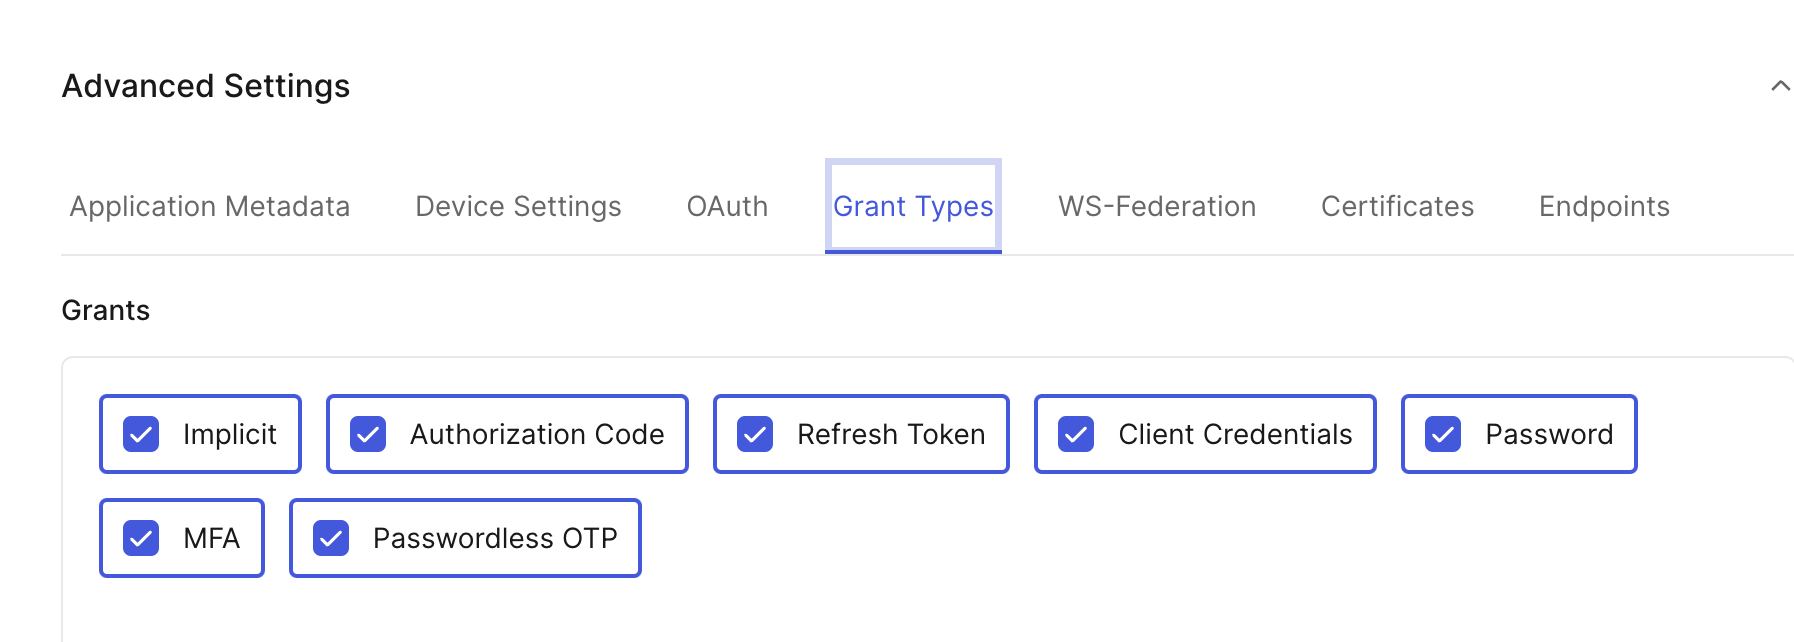 Advanced Settings
Application Metadata Device Settings OAuth Grant Types WS-Federation Certificates Endpoints
Grants
Implicit Authorization Code Refresh Token Client Credentials Password
MFA Passwordless OTP